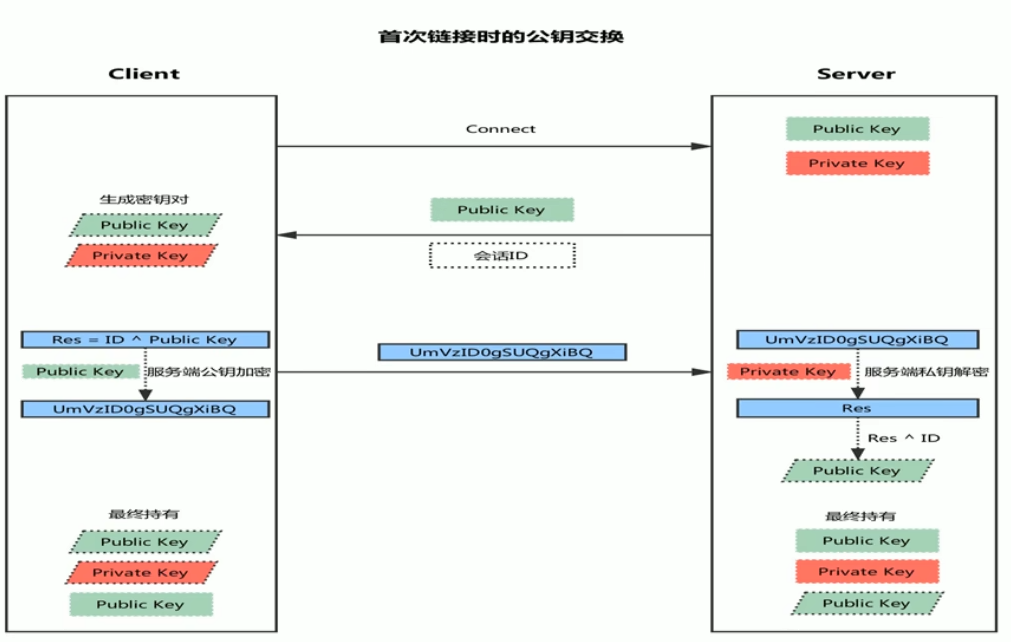 首次链接时的公钥交换
Client
Server
Connect
Public Key
Private Key
生成密钥对
Public Key
Private Key
Public Key
会话ID
Res = ID ^ Public Key
Public Key
服务端公钥加密
UmVzID0gSUQgXiBQ
UmVzID0gSUQgXiBQ
UmVzID0gSUQgXiBQ
Private Key
服务端私钥解密
Res
Res ^ ID
Public Key
最终持有
Public Key
Private Key
Public Key
最终持有
Public Key
Private Key
Public Key